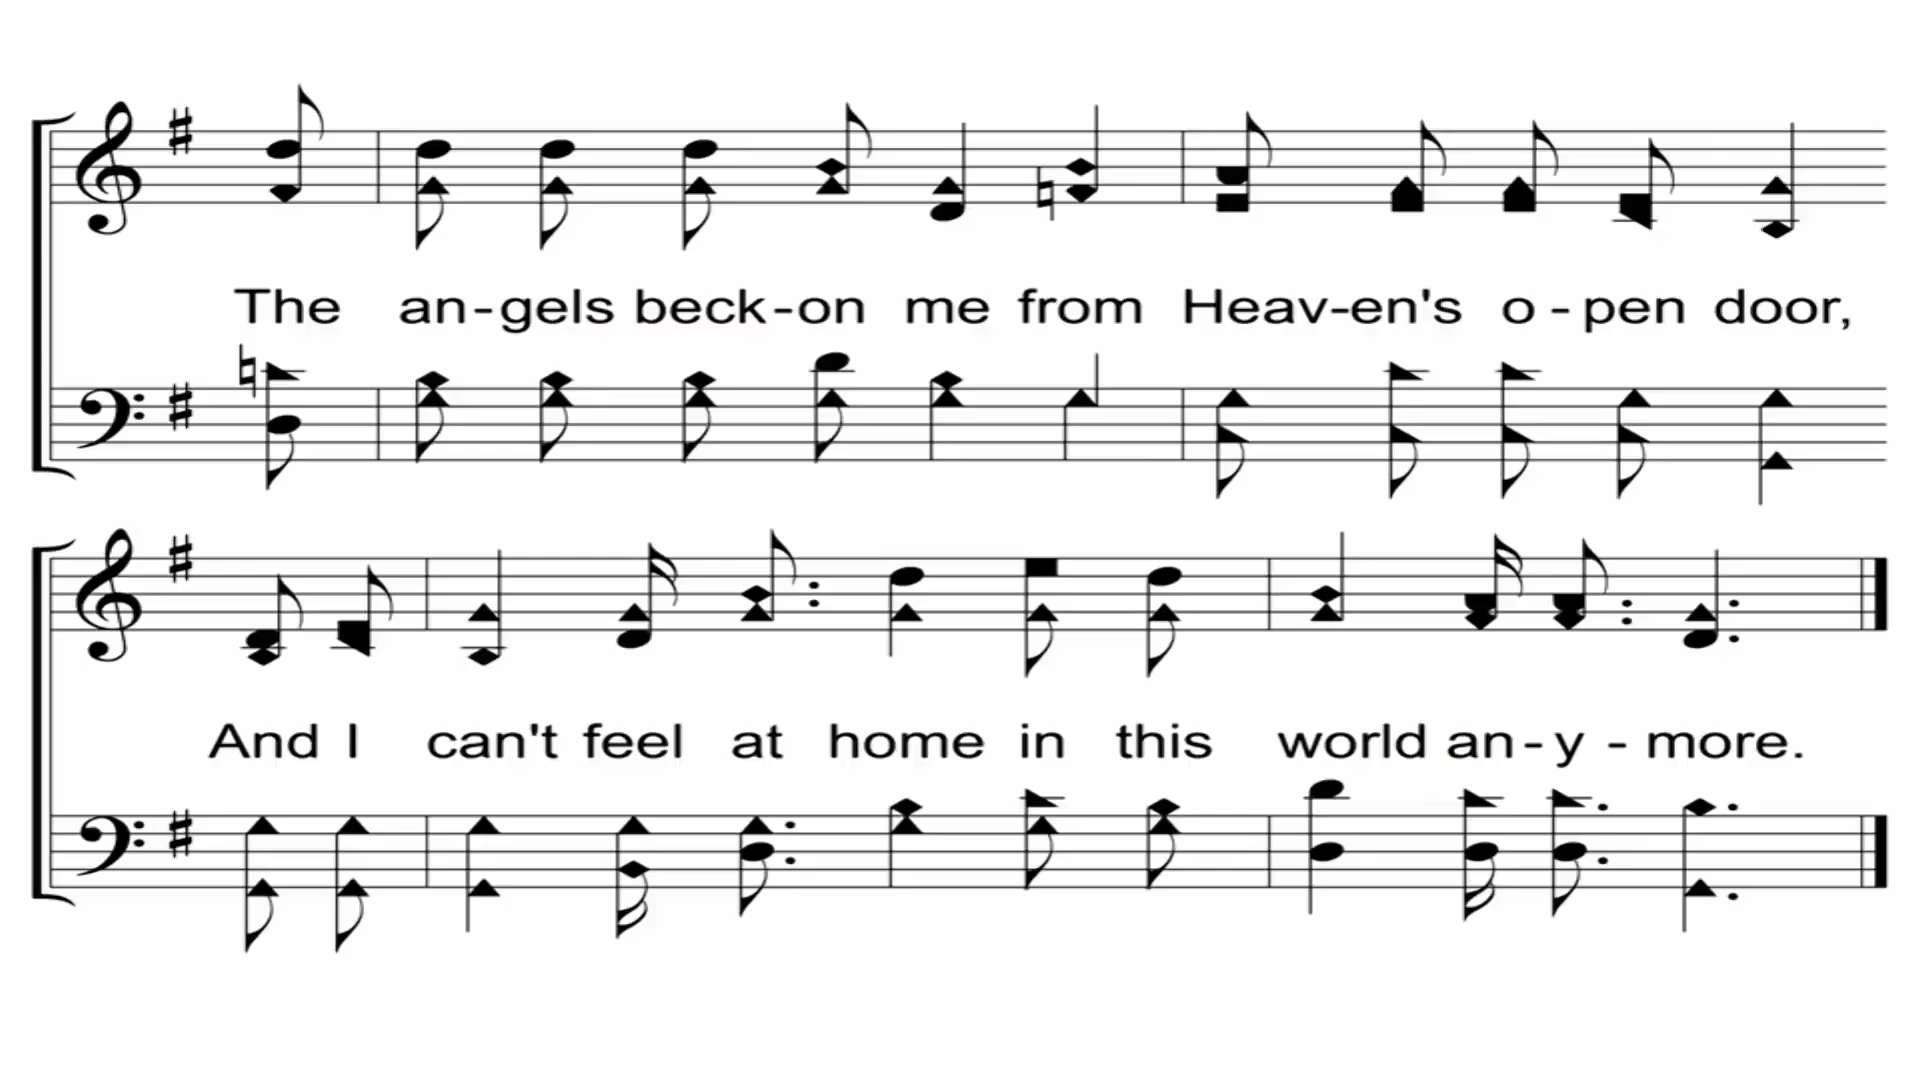 The an-gels beck-on me from Heav-en's o-pen door,
And I can't feel at home in this world an-y-more.